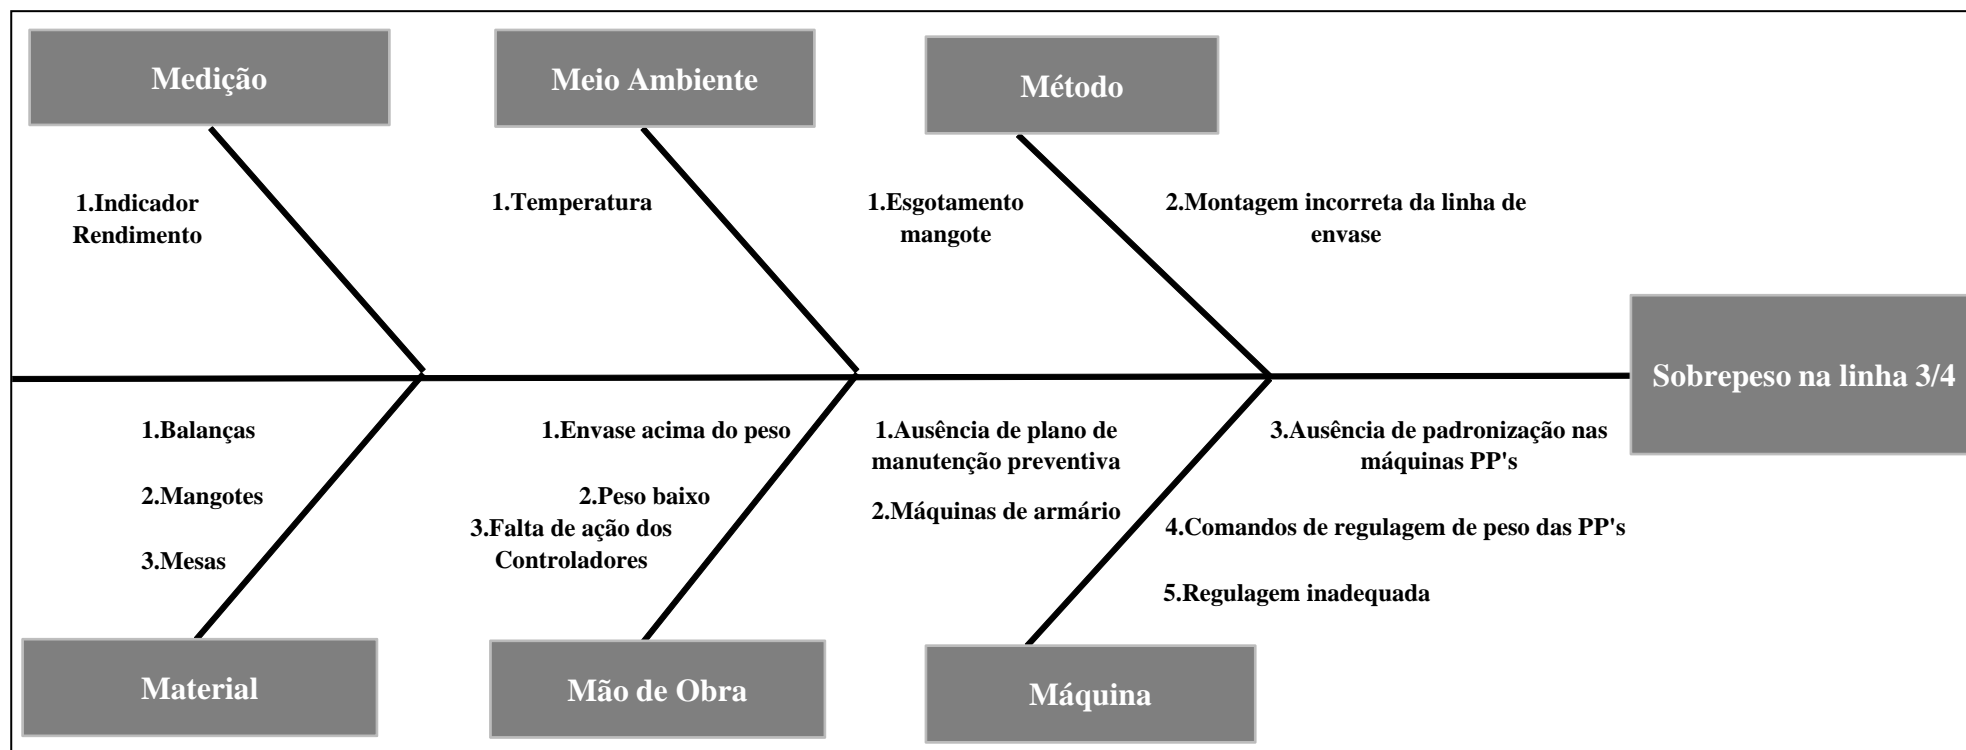 Medição
Meio Ambiente
Método
1.Indicador
Rendimento
1.Temperatura
1.Esgotamento
mangote
2.Montagem incorreta da linha de
envase
Sobrepeso na linha 3/4
1.Balanças
2.Mangotes
3.Mesas
1.Envase acima do peso
2.Peso baixo
3.Falta de ação dos
Controladores
1.Ausência de plano de
manutenção preventiva
2.Máquinas de armário
3.Ausência de padronização nas
máquinas PP's
4.Comandos de regulagem de peso das PP's
5.Regulagem inadequada
Material
Mão de Obra
Máquina